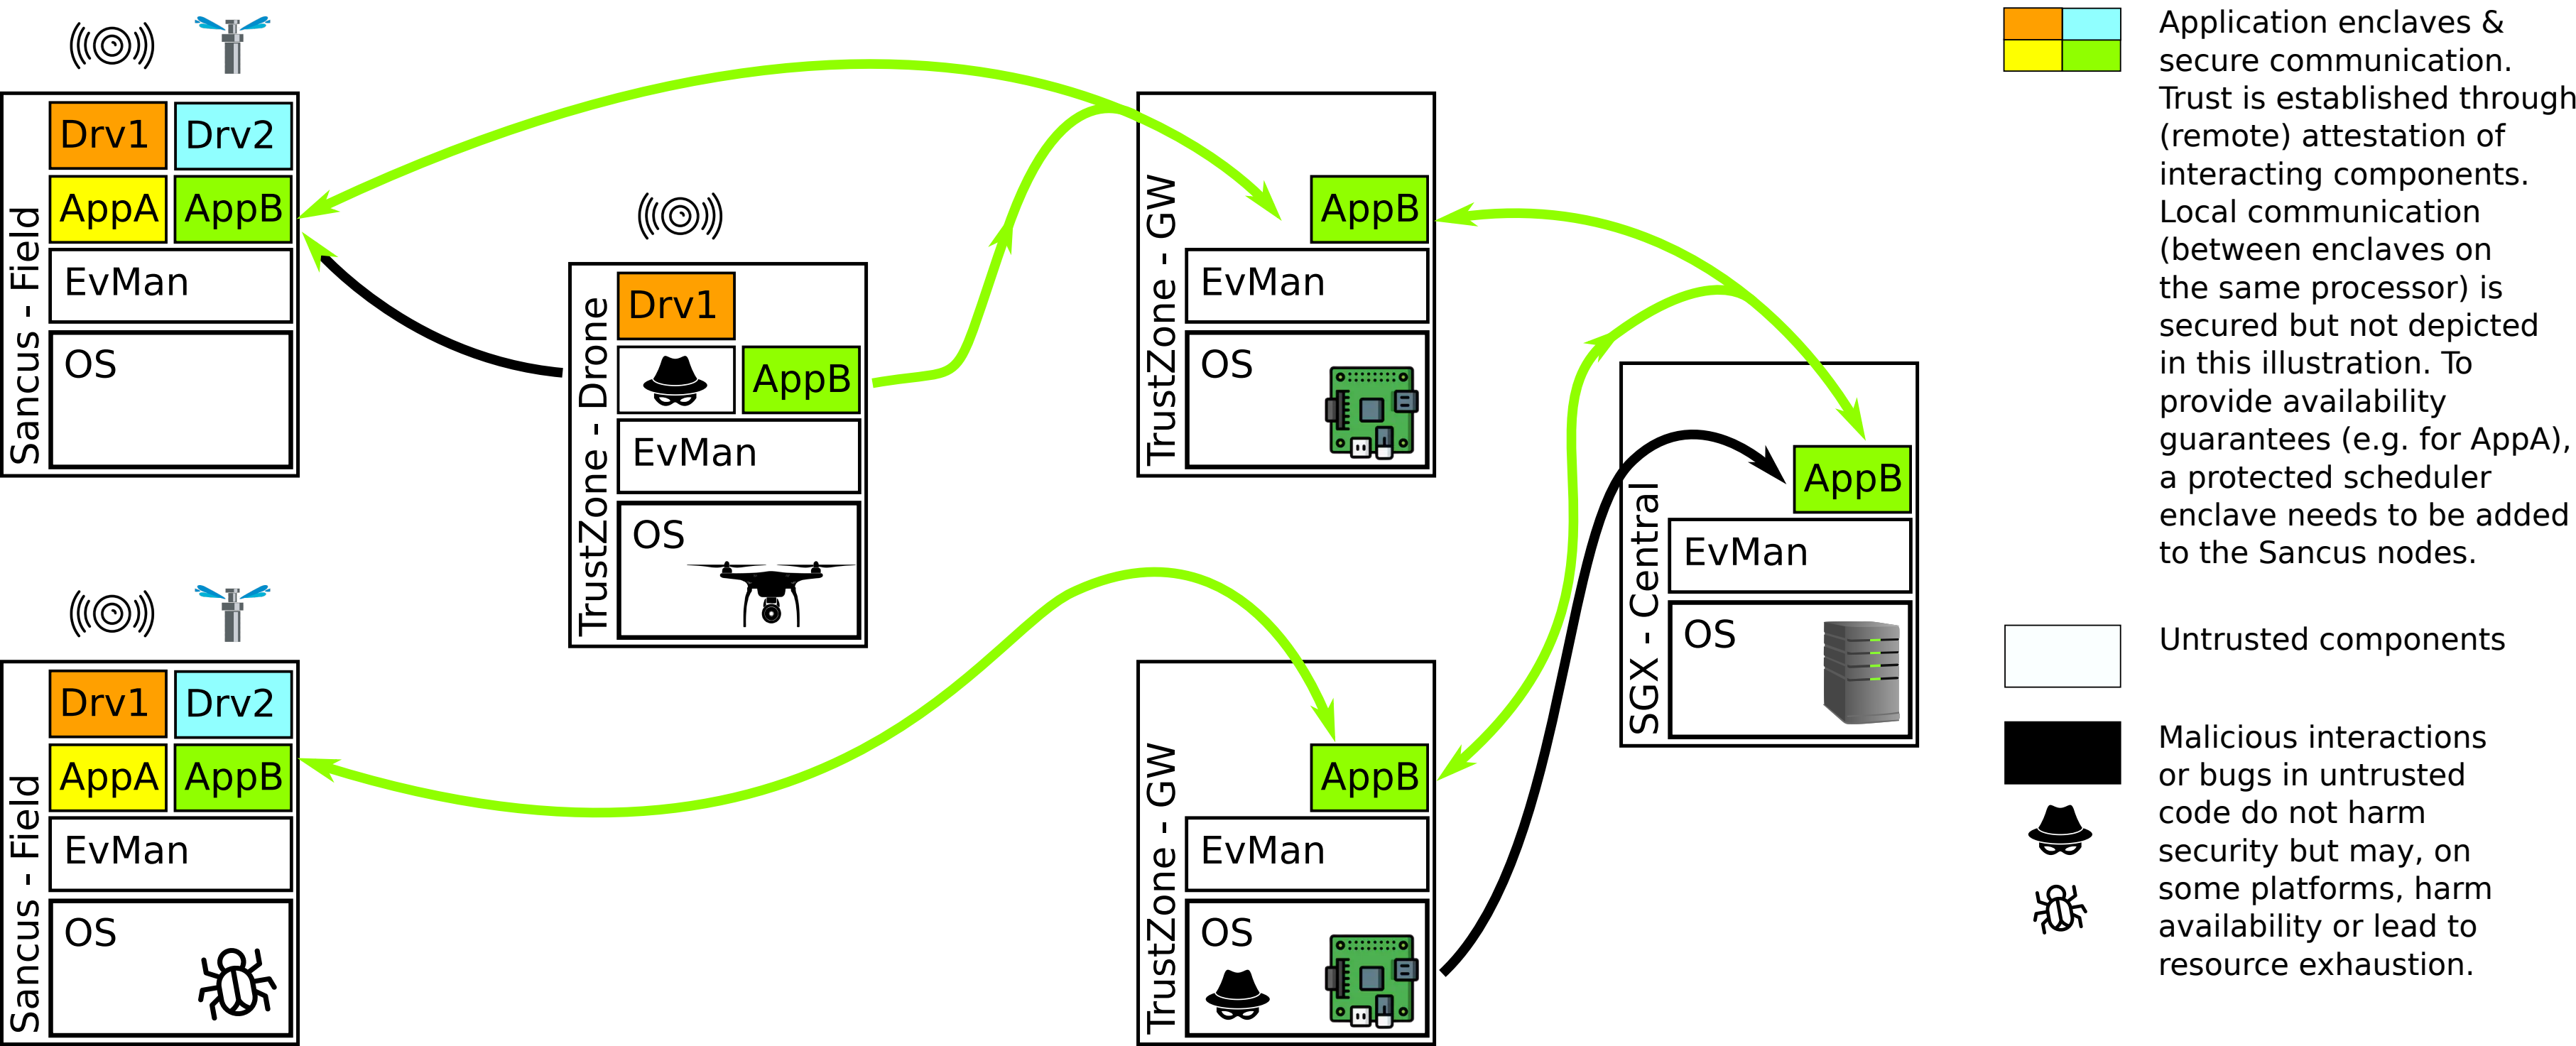 Sancus - Field
Drv1
Drv2
AppA
AppB
EvMan
OS
Sancus - Field
Drv1
Drv2
AppA
AppB
EvMan
OS
TrustZone - Drone
Drv1
AppB
EvMan
OS
TrustZone - GW
AppB
EvMan
OS
TrustZone - GW
AppB
EvMan
OS
SGX - Central
AppB
EvMan
OS
Application enclaves &
secure communication.
Trust is established through
(remote) attestation of
interacting components.
Local communication
(between enclaves on
the same processor) is
secured but not depicted
in this illustration. To
provide availability
guarantees (e.g. for AppA),
a protected scheduler
enclave needs to be added
to the Sancus nodes.
Untrusted components
Malicious interactions
or bugs in untrusted
code do not harm
security but may, on
some platforms, harm
availability or lead to
resource exhaustion.